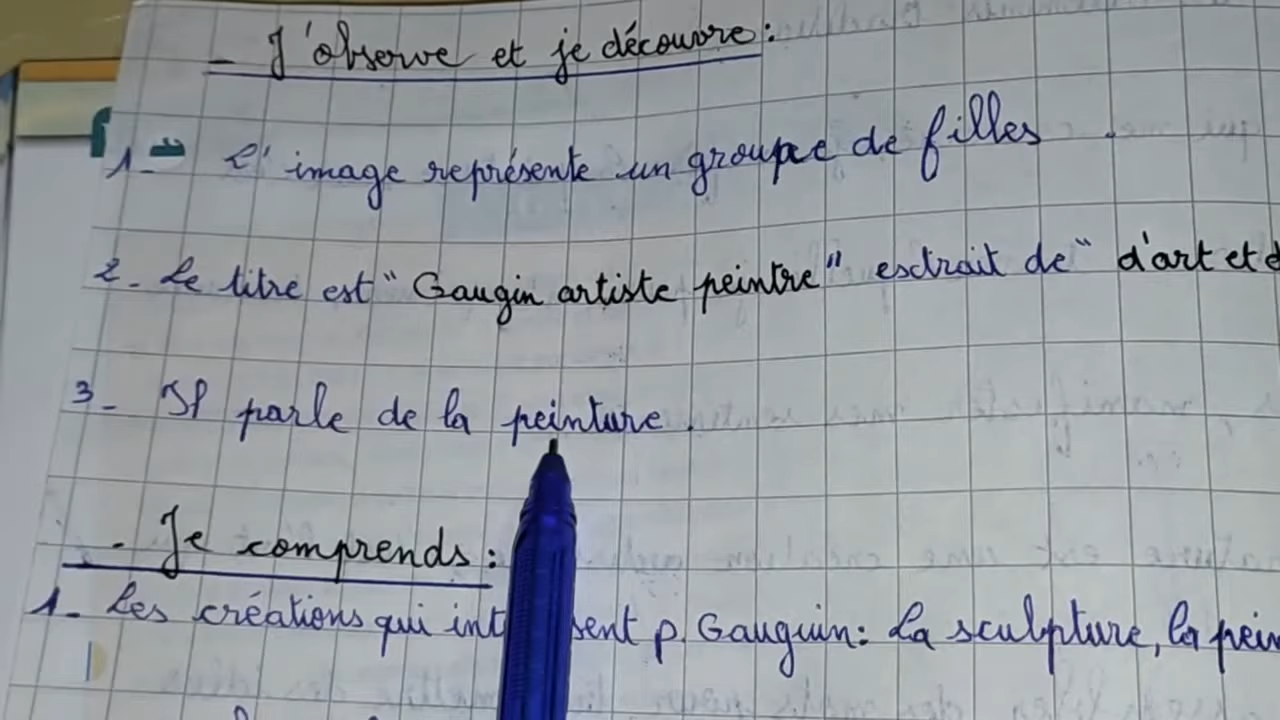 - J'observe et je découvre :
1. - L'image représente un groupe de filles .
2. Le titre est " Gaugin artiste peintre" esctrait de " d'art et d
3 - Il parle de la peinture .
. Je comprends :
1 - Les créations qui int sent p. Gauguin : La sculpture, la pein